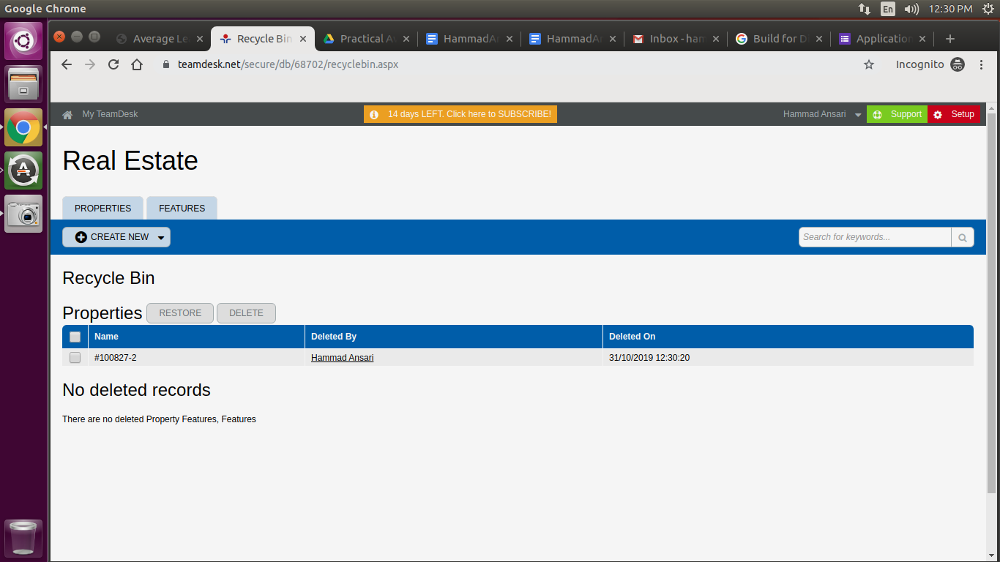 Google Chrome
En
12:30 PM
Average Le
Recycle Bin
Practical A
HammadAn
HammadAn
Inbox - ham
Build for D
Application
teamdesk.net/secure/db/68702/recyclebin.aspx
Incognito
My TeamDesk
14 days LEFT. Click here to SUBSCRIBE!
Hammad Ansari
Support
Setup
Real Estate
PROPERTIES
FEATURES
CREATE NEW
Search for keywords...
Recycle Bin
Properties
RESTORE
DELETE
Name
Deleted By
Deleted On
#100827-2
Hammad Ansari
31/10/2019 12:30:20
No deleted records
There are no deleted Property Features, Features